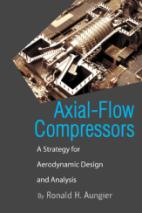 Axial-Flow
Compressors
A Strategy for
Aerodynamic Design
and Analysis
By Ronald H. Aungier